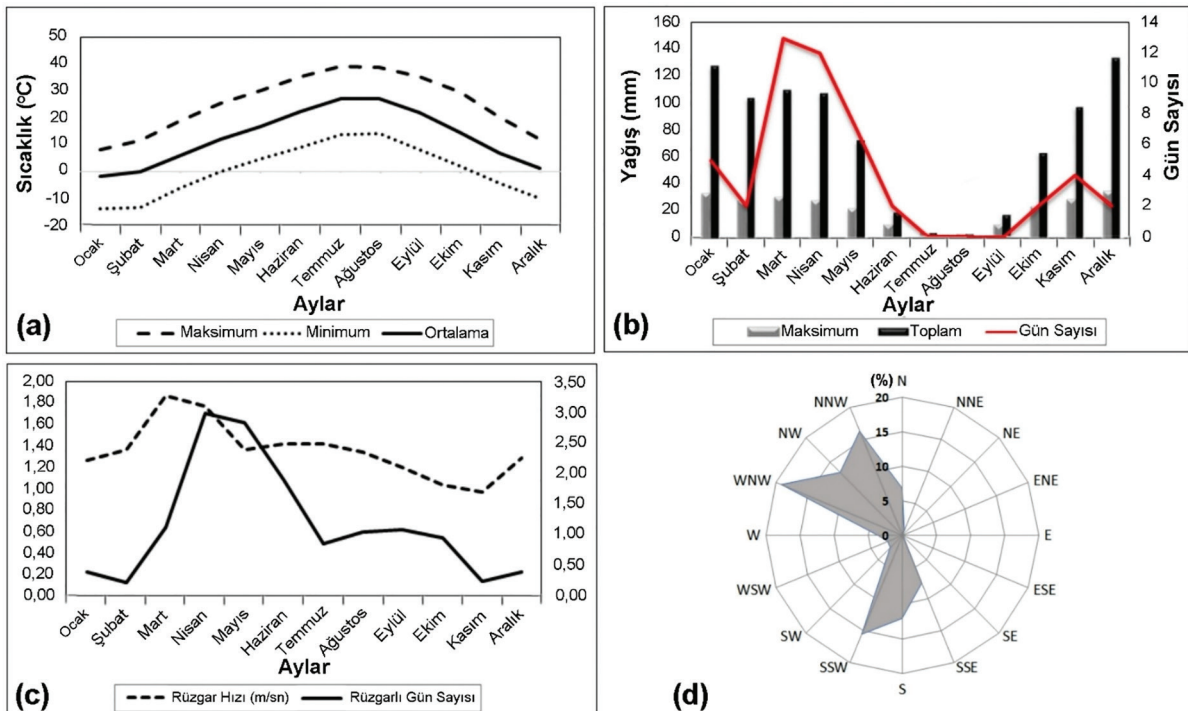 Sıcaklık (°C)
50
40
30
20
10
0
-10
-20
Ocak
Şubat
Mart
Nisan
Mayıs
Haziran
Temmuz
Ağustos
Eylül
Ekim
Kasım
Aralık
Aylar
(a)
Maksimum
Minimum
Ortalama
Yağış (mm)
160
140
120
100
80
60
40
20
0
14
12
10
8
6
4
2
0
Gün Sayısı
Ocak
Şubat
Mart
Nisan
Mayıs
Haziran
Temmuz
Ağustos
Eylül
Ekim
Kasım
Aralık
Aylar
(b)
Maksimum
Toplam
Gün Sayısı
2,00
1,80
1,60
1,40
1,20
1,00
0,80
0,60
0,40
0,20
0,00
3,50
3,00
2,50
2,00
1,50
1,00
0,50
0,00
Ocak
Şubat
Mart
Nisan
Mayıs
Haziran
Temmuz
Ağustos
Eylül
Ekim
Kasım
Aralık
Aylar
(c)
Rüzgar Hızı (m/sn)
Rüzgarlı Gün Sayısı
(%)
N
NNE
NE
ENE
E
ESE
SE
SSE
S
SSW
SW
WSW
W
WNW
NW
NNW
20
15
10
5
0
(d)